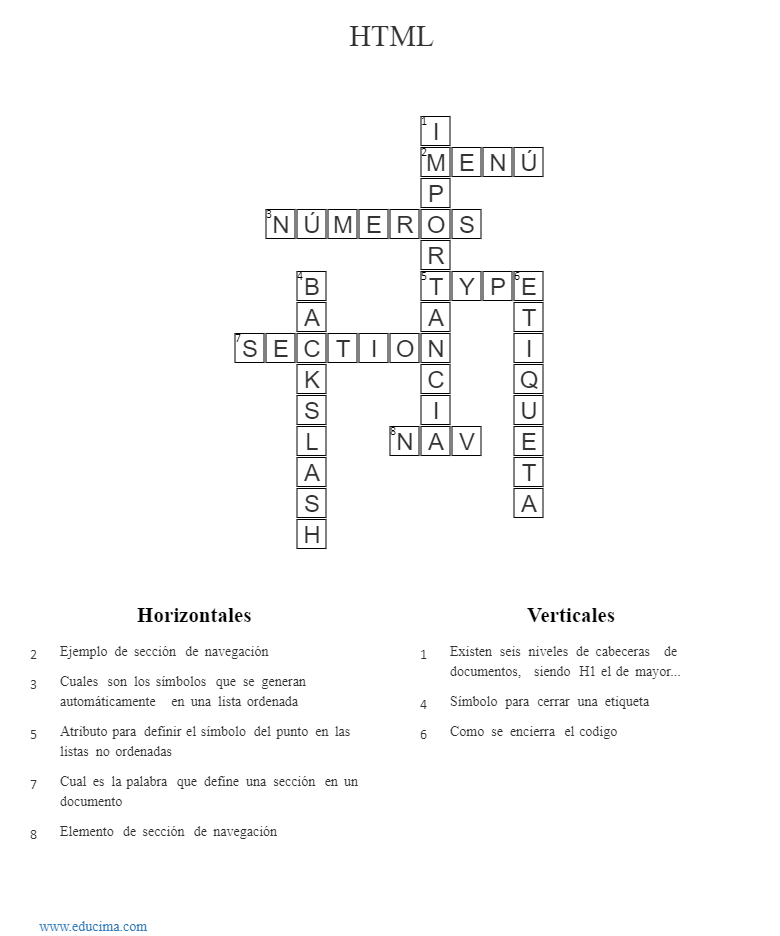 HTML
1 I
2 M E N Ú
P
3 N Ú M E R O S
R
4 B 5 T Y P 6 E
A A T
7 S E C T I O N I
K C Q
S I U
L 8 N A V E
A T
S A
H
Horizontales
2 Ejemplo de sección de navegación
3 Cuales son los símbolos que se generan
automáticamente en una lista ordenada
5 Atributo para definir el símbolo del punto en las
listas no ordenadas
7 Cual es la palabra que define una sección en un
documento
8 Elemento de sección de navegación
Verticales
1 Existen seis niveles de cabeceras de
documentos, siendo H1 el de mayor...
4 Símbolo para cerrar una etiqueta
6 Como se encierra el codigo
www.educima.com